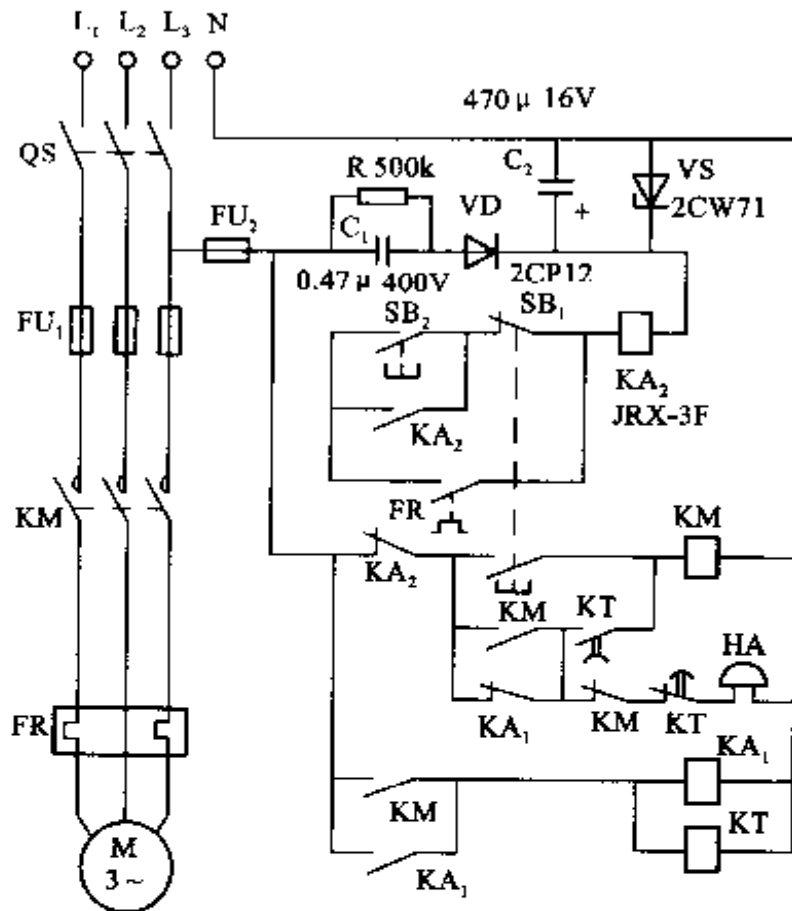 L₁ L₂ L₃ N
470μ 16V
QS
R 500k
C₂
VS
FU₂
C₁
VD
+
2CW71
0.47μ 400V
2CP12
FU₁
SB₂
SB₁
KA₂
KA₂
JRX-3F
FR
KM
KM
KA₂
KM
KT
HA
FR
KA₁
KM
KT
KA₁
KM
KT
M
3~
KA₁